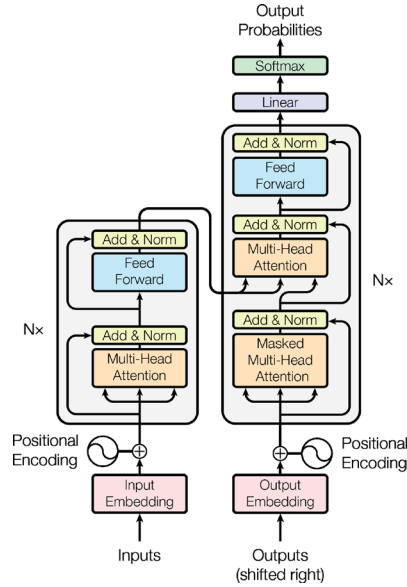 Output
Probabilities
Softmax
Linear
Add & Norm
Feed
Forward
Add & Norm
Multi-Head
Attention
Add & Norm
Masked
Multi-Head
Attention
N×
Add & Norm
Feed
Forward
Add & Norm
Multi-Head
Attention
N×
Positional
Encoding
Positional
Encoding
Input
Embedding
Output
Embedding
Inputs
Outputs
(shifted right)